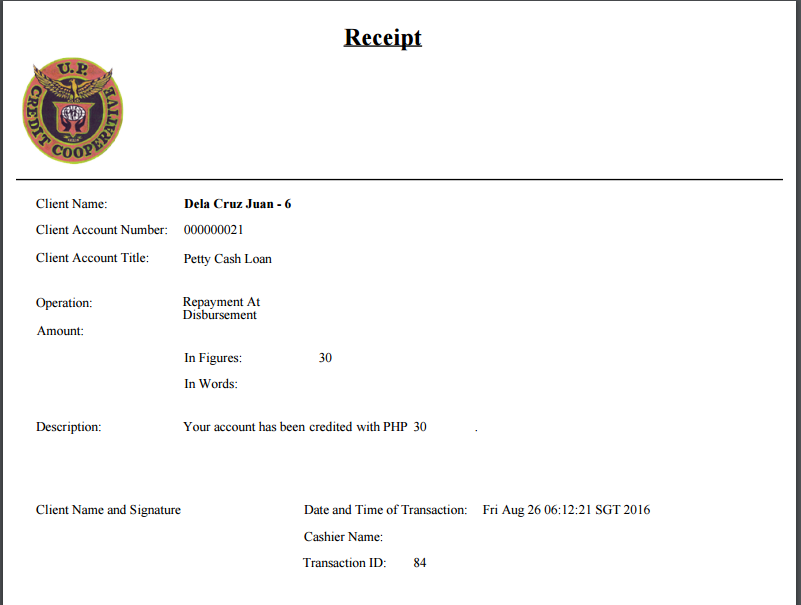 Receipt
U.P.
CREDIT COOPERATIVE
Client Name: Dela Cruz Juan - 6
Client Account Number: 000000021
Client Account Title: Petty Cash Loan
Operation: Repayment At
Disbursement
Amount:
In Figures: 30
In Words:
Description: Your account has been credited with PHP 30 .
Client Name and Signature Date and Time of Transaction: Fri Aug 26 06:12:21 SGT 2016
Cashier Name:
Transaction ID: 84